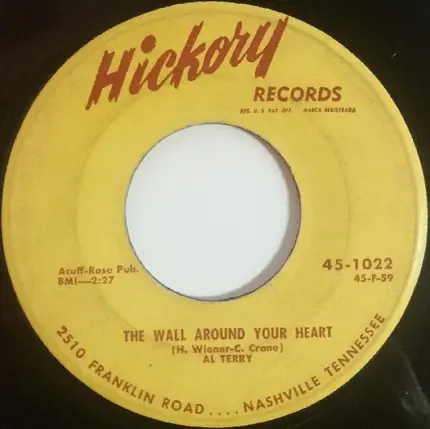 Hickory
RECORDS
REG. U. S. PAT. OFF. MARCA REGISTRADA
Acuff-Rose Pub.
BMI—2:27
45-1022
45-F-59
THE WALL AROUND YOUR HEART
(H. Wiener-C. Crane)
AL TERRY
2510 FRANKLIN ROAD .... NASHVILLE TENNESSEE